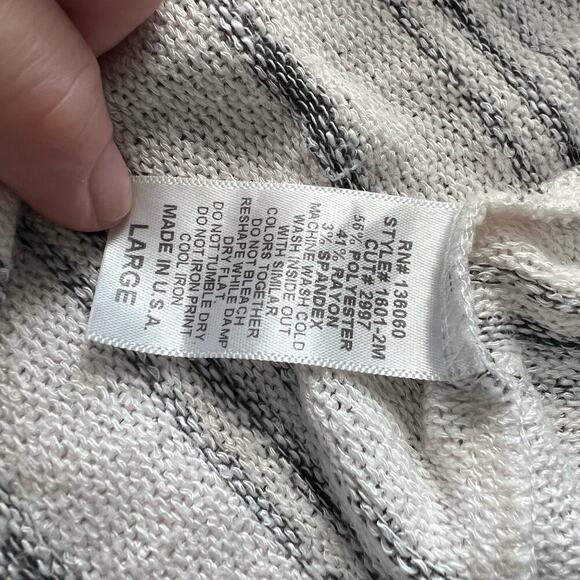 RN# 136060
STYLE# 1601-2M
CUT# 2997
56% POLYESTER
41% RAYON
3% SPANDEX
MACHINE WASH COLD
WASH INSIDE OUT
WITH SIMILAR
COLORS TOGETHER
DO NOT BLEACH
RESHAPE WHILE DAMP
DRY FLAT
DO NOT TUMBLE DRY
DO NOT IRON PRINT
COOL IRON
MADE IN U.S.A.
LARGE